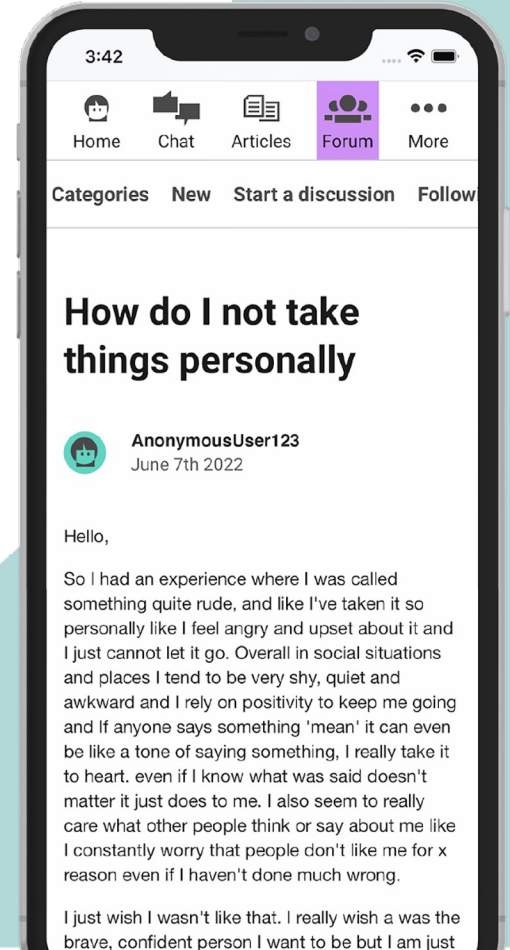 3:42
Home Chat Articles Forum More
Categories New Start a discussion Followi
How do I not take
things personally
AnonymousUser123
June 7th 2022
Hello,
So I had an experience where I was called
something quite rude, and like I've taken it so
personally like I feel angry and upset about it and
I just cannot let it go. Overall in social situations
and places I tend to be very shy, quiet and
awkward and I rely on positivity to keep me going
and If anyone says something 'mean' it can even
be like a tone of saying something, I really take it
to heart. even if I know what was said doesn't
matter it just does to me. I also seem to really
care what other people think or say about me like
I constantly worry that people don't like me for x
reason even if I haven't done much wrong.
I just wish I wasn't like that. I really wish a was the
brave, confident person I want to be but I am just